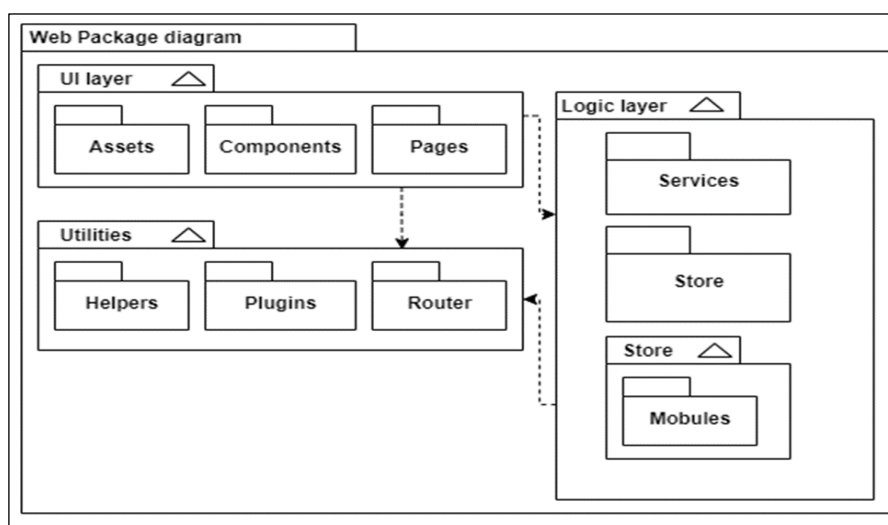 Web Package diagram
UI layer
Assets
Components
Pages
Utilities
Helpers
Plugins
Router
Logic layer
Services
Store
Store
Mobules